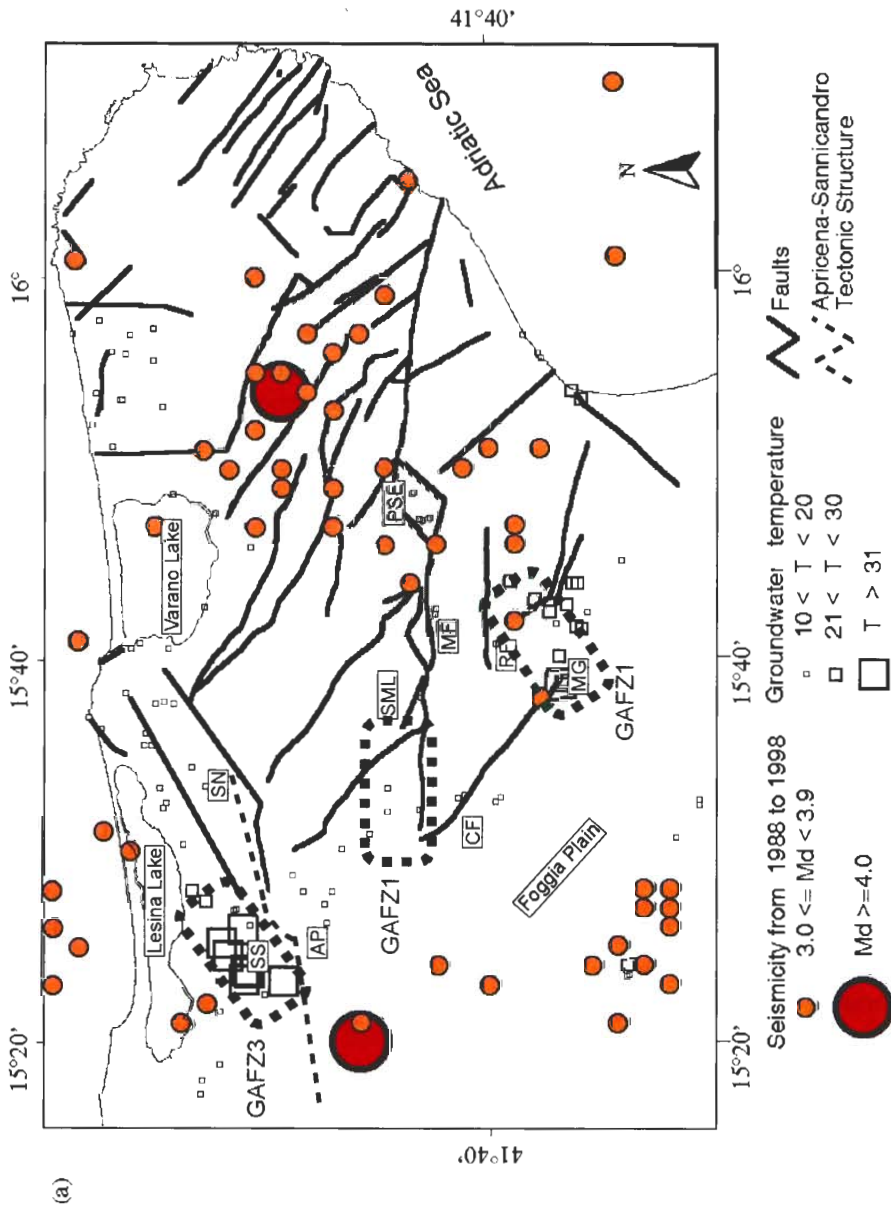 (a)
15°20'
15°40'
16°
41°40'
Lesina Lake
Varano Lake
Adriatic Sea
SN
GAFZ3
SS
AP
SML
PSE
GAFZ1
MF
CF
MG
GAFZ1
Foggia Plain
N
41°40'
15°20'
15°40'
16°
Seismicity from 1988 to 1998
3.0 <= Md < 3.9
Md >=4.0
Groundwater temperature
10 < T < 20
21 < T < 30
T > 31
Faults
Apricena-Sannicandro
Tectonic Structure